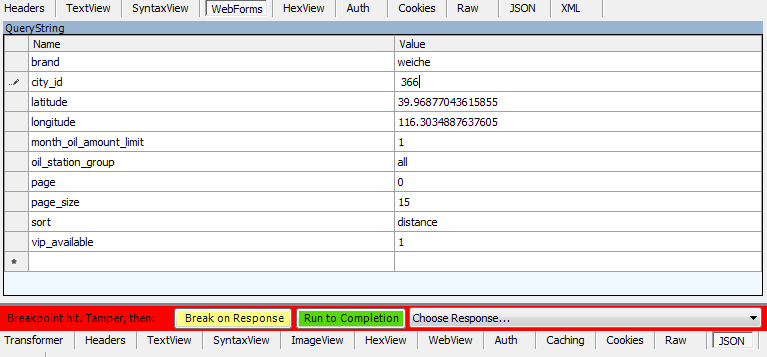 Headers TextView SyntaxView WebForms HexView Auth Cookies Raw JSON XML
QueryString
Name Value
brand weiche
city_id 366
latitude 39.96877043615855
longitude 116.3034887637605
month_oil_amount_limit 1
oil_station_group all
page 0
page_size 15
sort distance
vip_available 1
Breakpoint hit. Tamper, then: Break on Response Run to Completion Choose Response...
Transformer Headers TextView SyntaxView ImageView HexView WebView Auth Caching Cookies Raw JSON